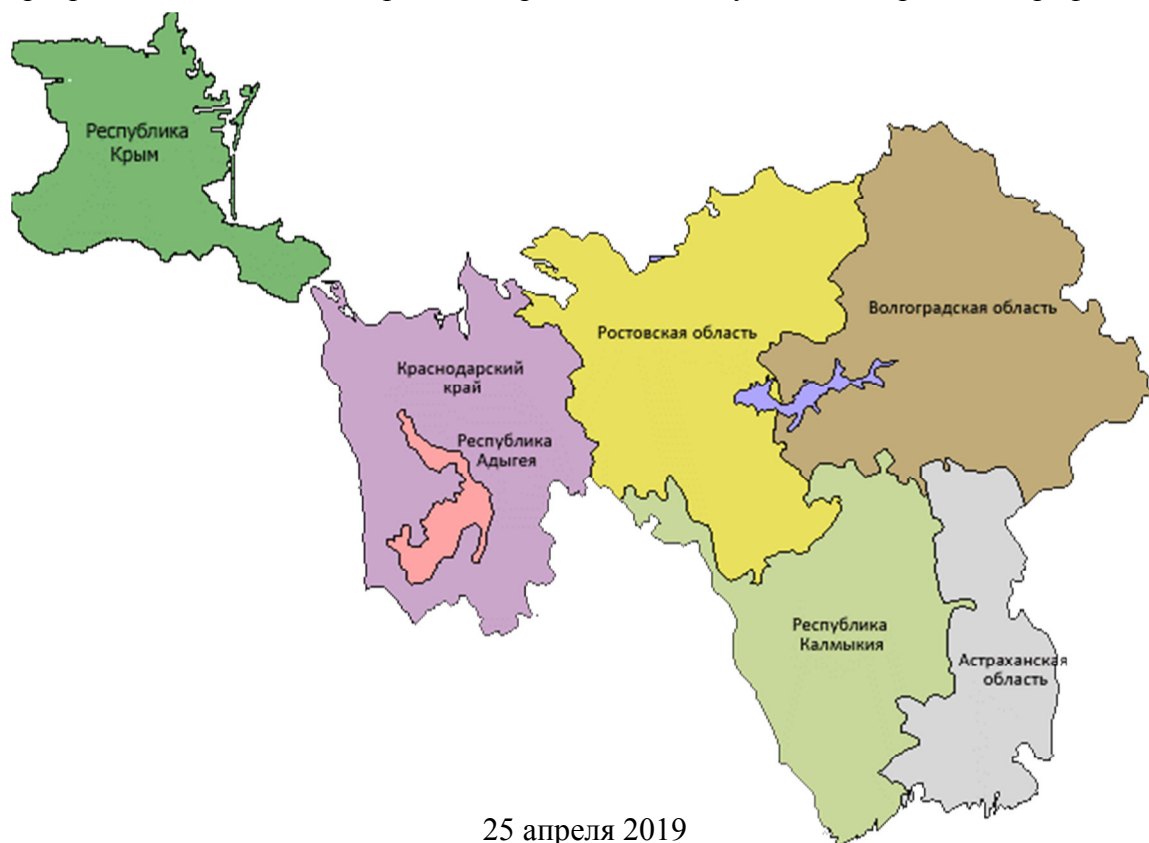 Республика
Крым
Волгоградская область
Ростовская область
Краснодарский
край
Республика
Адыгея
Республика
Калмыкия
Астраханская
область
25 апреля 2019